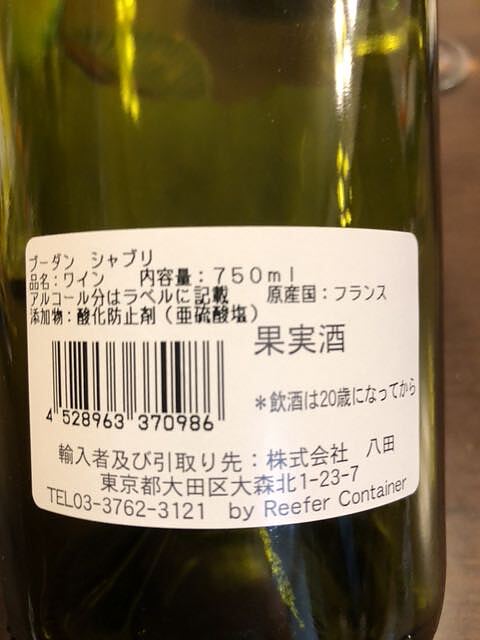 ブーダン　シャブリ
品名：ワイン　内容量：７５０ｍｌ
アルコール分はラベルに記載　原産国：フランス
添加物：酸化防止剤（亜硫酸塩）
果実酒
4 528963 370986
＊飲酒は20歳になってから
輸入者及び引取り先：株式会社　八田
東京都大田区大森北1-23-7
TEL03-3762-3121　by Reefer Container